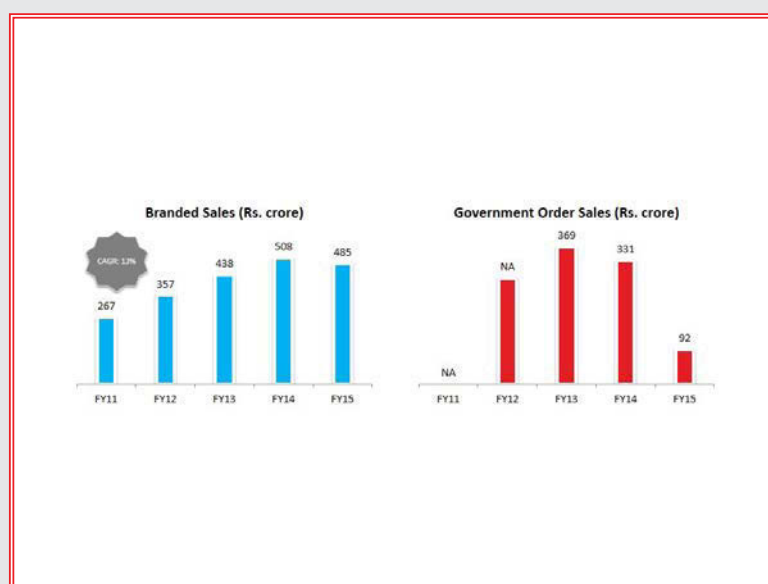 Branded Sales (Rs. crore)
CAGR: 12%
267
357
438
508
485
FY11 FY12 FY13 FY14 FY15
Government Order Sales (Rs. crore)
NA
NA
369
331
92
FY11 FY12 FY13 FY14 FY15